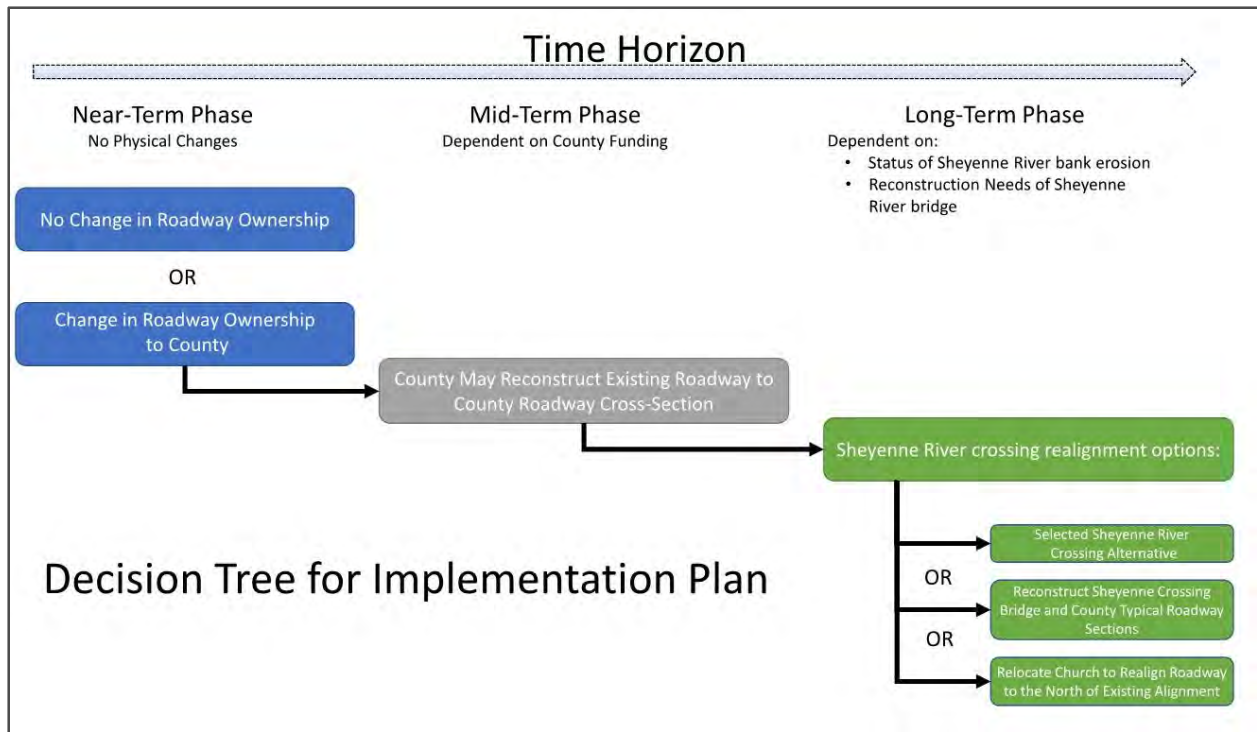 Time Horizon
Near-Term Phase
No Physical Changes
Mid-Term Phase
Dependent on County Funding
Long-Term Phase
Dependent on:
• Status of Sheyenne River bank erosion
• Reconstruction Needs of Sheyenne
River bridge
No Change in Roadway Ownership
OR
Change in Roadway Ownership
to County
County May Reconstruct Existing Roadway to
County Roadway Cross-Section
Sheyenne River crossing realignment options:
Selected Sheyenne River
Crossing Alternative
OR
Reconstruct Sheyenne Crossing
Bridge and County Typical Roadway
Sections
OR
Relocate Church to Realign Roadway
to the North of Existing Alignment
Decision Tree for Implementation Plan